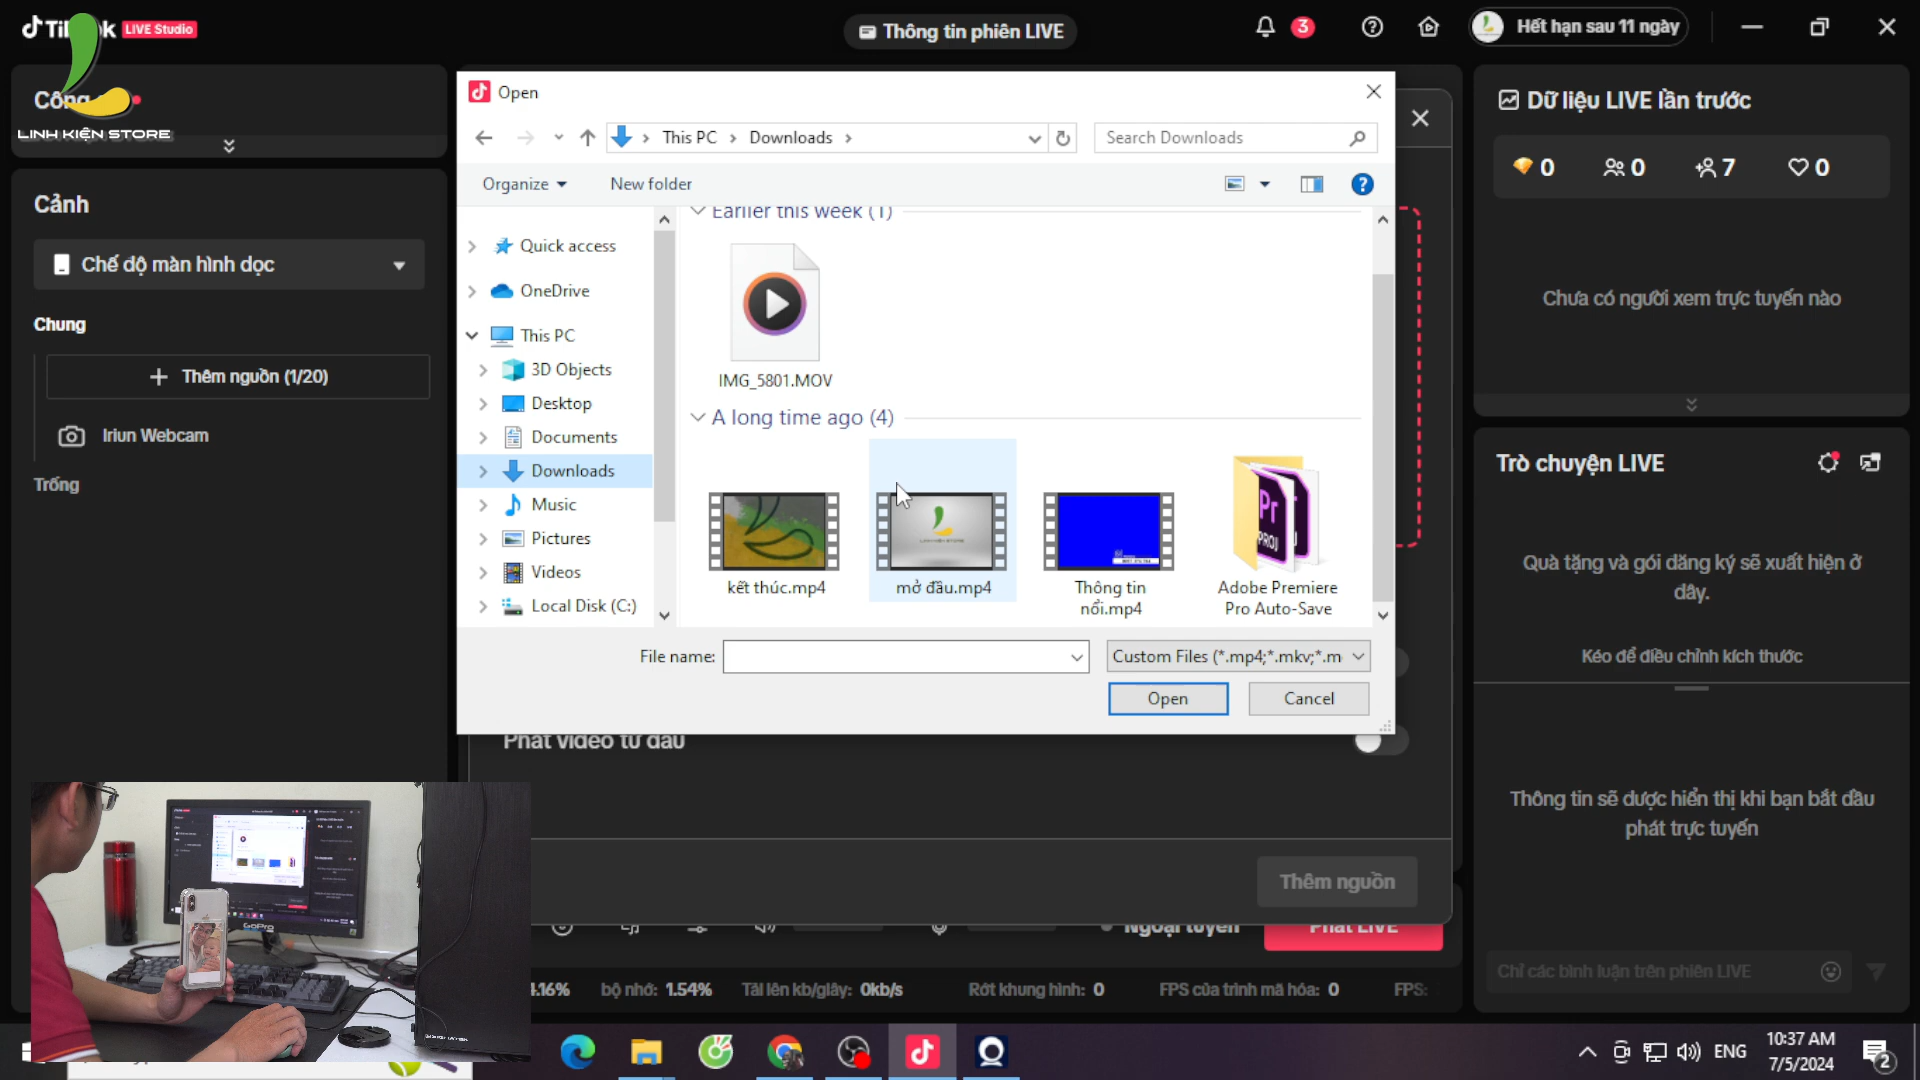 TikTok LIVE Studio
LINH KIỆN STORE
Thông tin phiên LIVE
3
Hết hạn sau 11 ngày
Cảnh
Chế độ màn hình dọc
Chung
Thêm nguồn (1/20)
Iriun Webcam
Trống
Open
This PC
Downloads
Search Downloads
Organize
New folder
Quick access
OneDrive
This PC
3D Objects
Desktop
Documents
Downloads
Music
Pictures
Videos
Local Disk (C:)
Earlier this week (1)
IMG_5801.MOV
A long time ago (4)
kết thúc.mp4
mở đầu.mp4
Thông tin
nổi.mp4
Adobe Premiere
Pro Auto-Save
Pr
PROJ
File name:
Custom Files (*.mp4;*.mkv;*.m
Open
Cancel
Phát video từ đầu
Thêm nguồn
Ngoại tuyến
Phát LIVE
4.16%
bộ nhớ: 1.54%
Tải lên kb/giây: 0kb/s
Rớt khung hình: 0
FPS của trình mã hóa: 0
FPS:
Dữ liệu LIVE lần trước
0
0
7
0
Chưa có người xem trực tuyến nào
Trò chuyện LIVE
Quà tặng và gói đăng ký sẽ xuất hiện ở
đây.
Kéo để điều chỉnh kích thước
Thông tin sẽ được hiển thị khi bạn bắt đầu
phát trực tuyến
Chỉ các bình luận trên phiên LIVE
GoPro
ENG
10:37 AM
7/5/2024
2